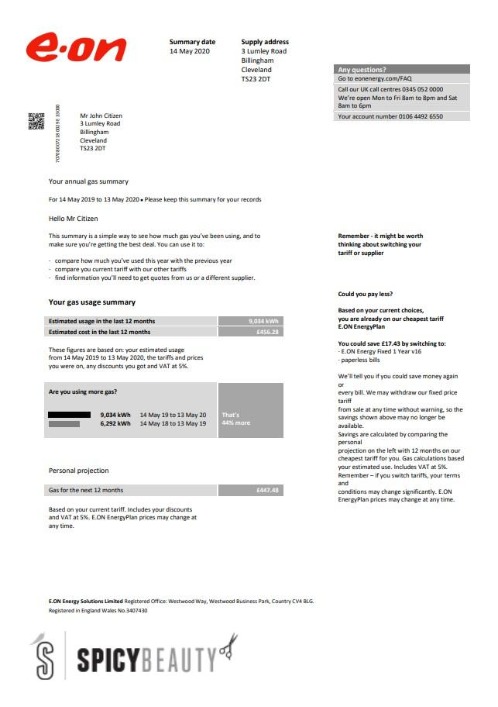 e·on
Summary date
14 May 2020
Supply address
3 Lumley Road
Billingham
Cleveland
TS23 2DT
Any questions?
Go to eonenergy.com/FAQ
Call our UK call centres 0345 052 0000
We're open Mon to Fri 8am to 8pm and Sat
8am to 6pm
Your account number 0106 4492 6550
Mr John Citizen
3 Lumley Road
Billingham
Cleveland
TS23 2DT
Your annual gas summary
For 14 May 2019 to 13 May 2020 • Please keep this summary for your records
Hello Mr Citizen
This summary is a simple way to see how much gas you've been using, and to
make sure you're getting the best deal. You can use it to:
- compare how much you've used this year with the previous year
- compare you current tariff with our other tariffs
- find information you'll need to get quotes from us or a different supplier.
Your gas usage summary
Estimated usage in the last 12 months 9,034 kWh
Estimated cost in the last 12 months £456.28
These figures are based on: your estimated usage
from 14 May 2019 to 13 May 2020, the tariffs and prices
you were on, any discounts you got and VAT at 5%.
Are you using more gas?
9,034 kWh 14 May 19 to 13 May 20
6,292 kWh 14 May 18 to 13 May 19
That's
44% more
Personal projection
Gas for the next 12 months £447.48
Based on your current tariff. Includes your discounts
and VAT at 5%. E.ON EnergyPlan prices may change at
any time.
Remember - it might be worth
thinking about switching your
tariff or supplier
Could you pay less?
Based on your current choices,
you are already on our cheapest tariff
E.ON EnergyPlan
You could save £17.43 by switching to:
- E.ON Energy Fixed 1 Year v16
- paperless bills
We'll tell you if you could save money again
or
every bill. We may withdraw our fixed price
tariff
from sale at any time without warning, so the
savings shown above may no longer be
available.
Savings are calculated by comparing the
personal
projection on the left with 12 months on our
cheapest tariff for you. Gas calculations based
your estimated use. Includes VAT at 5%.
Remember – if you switch tariffs, your terms
and
conditions may change significantly. E.ON
EnergyPlan prices may change at any time.
E.ON Energy Solutions Limited Registered Office: Westwood Way, Westwood Business Park, Country CV4 8LG.
Registered in England Wales No.3407430
S SPICYBEAUTY